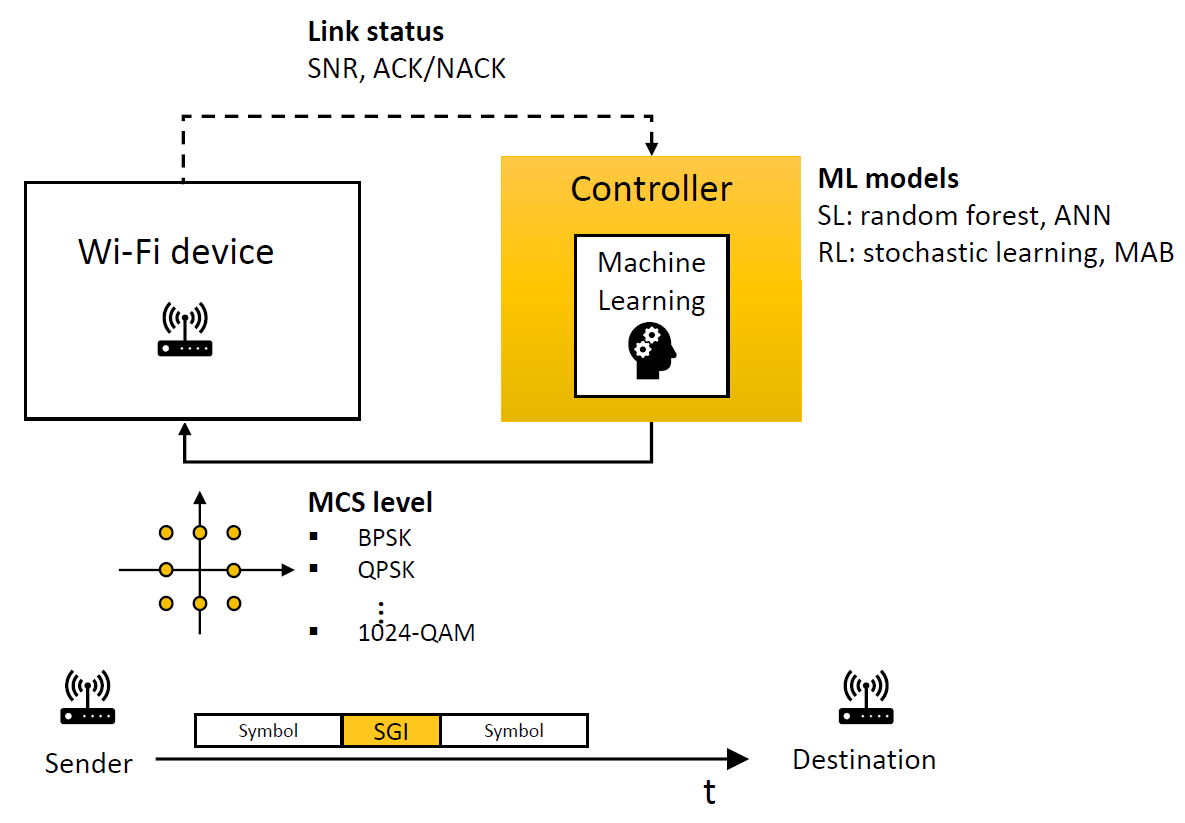 Link status
SNR, ACK/NACK
Wi-Fi device
Controller
Machine
Learning
ML models
SL: random forest, ANN
RL: stochastic learning, MAB
MCS level
▪ BPSK
▪ QPSK
⋮
▪ 1024-QAM
Symbol SGI Symbol
Sender
t
Destination